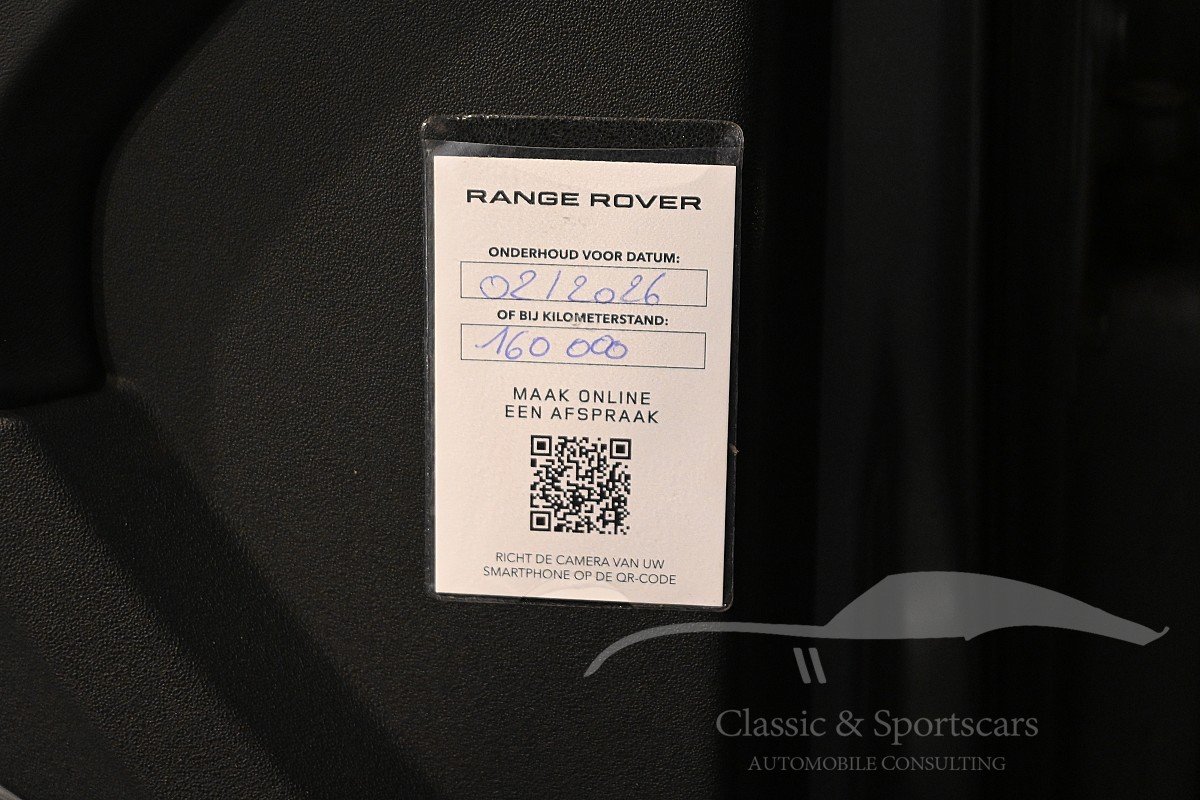 RANGE ROVER
ONDERHOUD VOOR DATUM:
02/2026
OF BIJ KILOMETERSTAND:
160 000
MAAK ONLINE
EEN AFSPRAAK
RICHT DE CAMERA VAN UW
SMARTPHONE OP DE QR-CODE
Classic & Sportscars
AUTOMOBILE CONSULTING